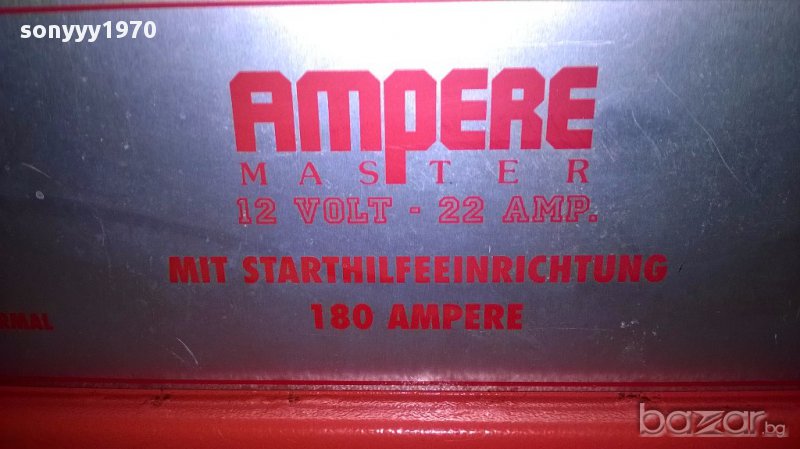 sonyyy1970
AMPERE
MASTER
12 VOLT - 22 AMP.
MIT STARTHILFEEINRICHTUNG
RMAL
180 AMPERE
bazar.bg